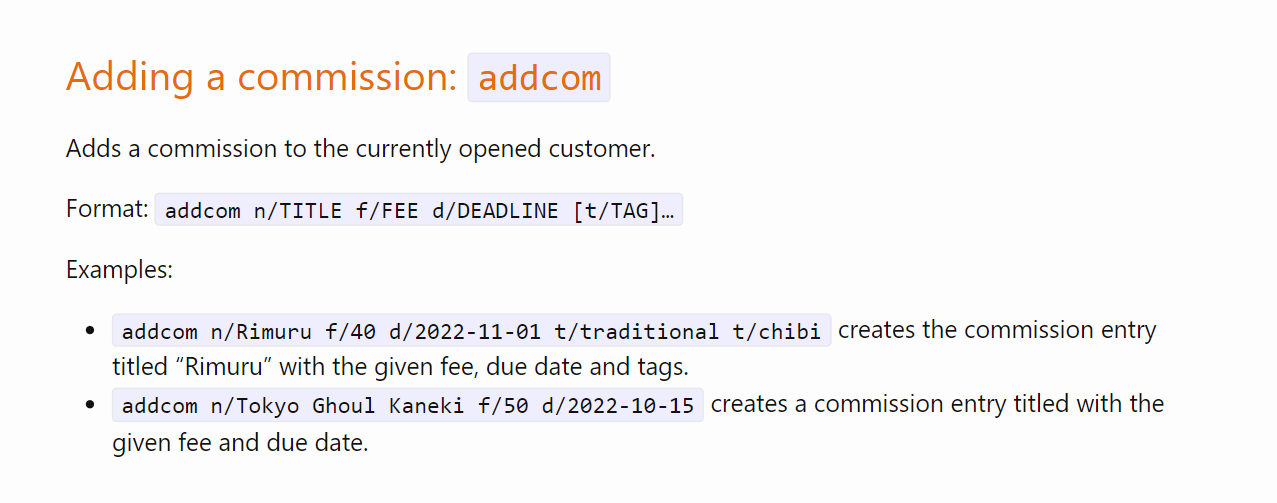 Adding a commission: addcom
Adds a commission to the currently opened customer.
Format: addcom n/TITLE f/FEE d/DEADLINE [t/TAG]…
Examples:
• addcom n/Rimuru f/40 d/2022-11-01 t/traditional t/chibi creates the commission entry
titled “Rimuru” with the given fee, due date and tags.
• addcom n/Tokyo Ghoul Kaneki f/50 d/2022-10-15 creates a commission entry titled with the
given fee and due date.